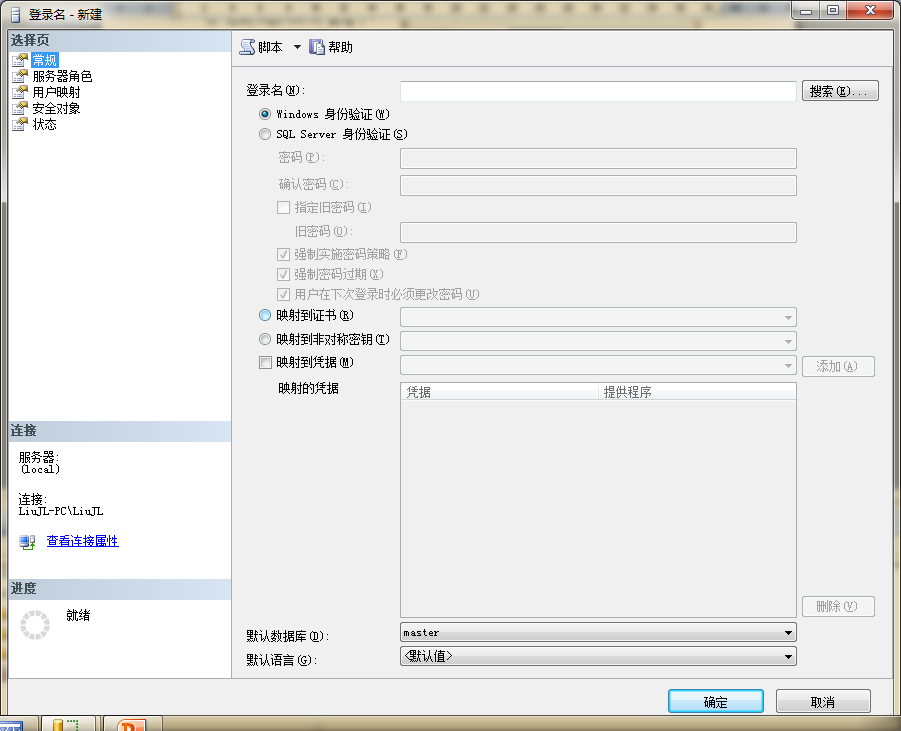 登录名 - 新建
选择页
常规
服务器角色
用户映射
安全对象
状态
脚本
帮助
登录名(N):
搜索(E)...
Windows 身份验证(W)
SQL Server 身份验证(S)
密码(P):
确认密码(C):
指定旧密码(I)
旧密码(O):
强制实施密码策略(F)
强制密码过期(X)
用户在下次登录时必须更改密码(U)
映射到证书(R)
映射到非对称密钥(T)
映射到凭据(M)
添加(A)
映射的凭据
凭据
提供程序
删除(V)
默认数据库(D):
master
默认语言(G):
<默认值>
连接
服务器:
(local)
连接:
LiuJL-PC\LiuJL
查看连接属性
进度
就绪
确定
取消